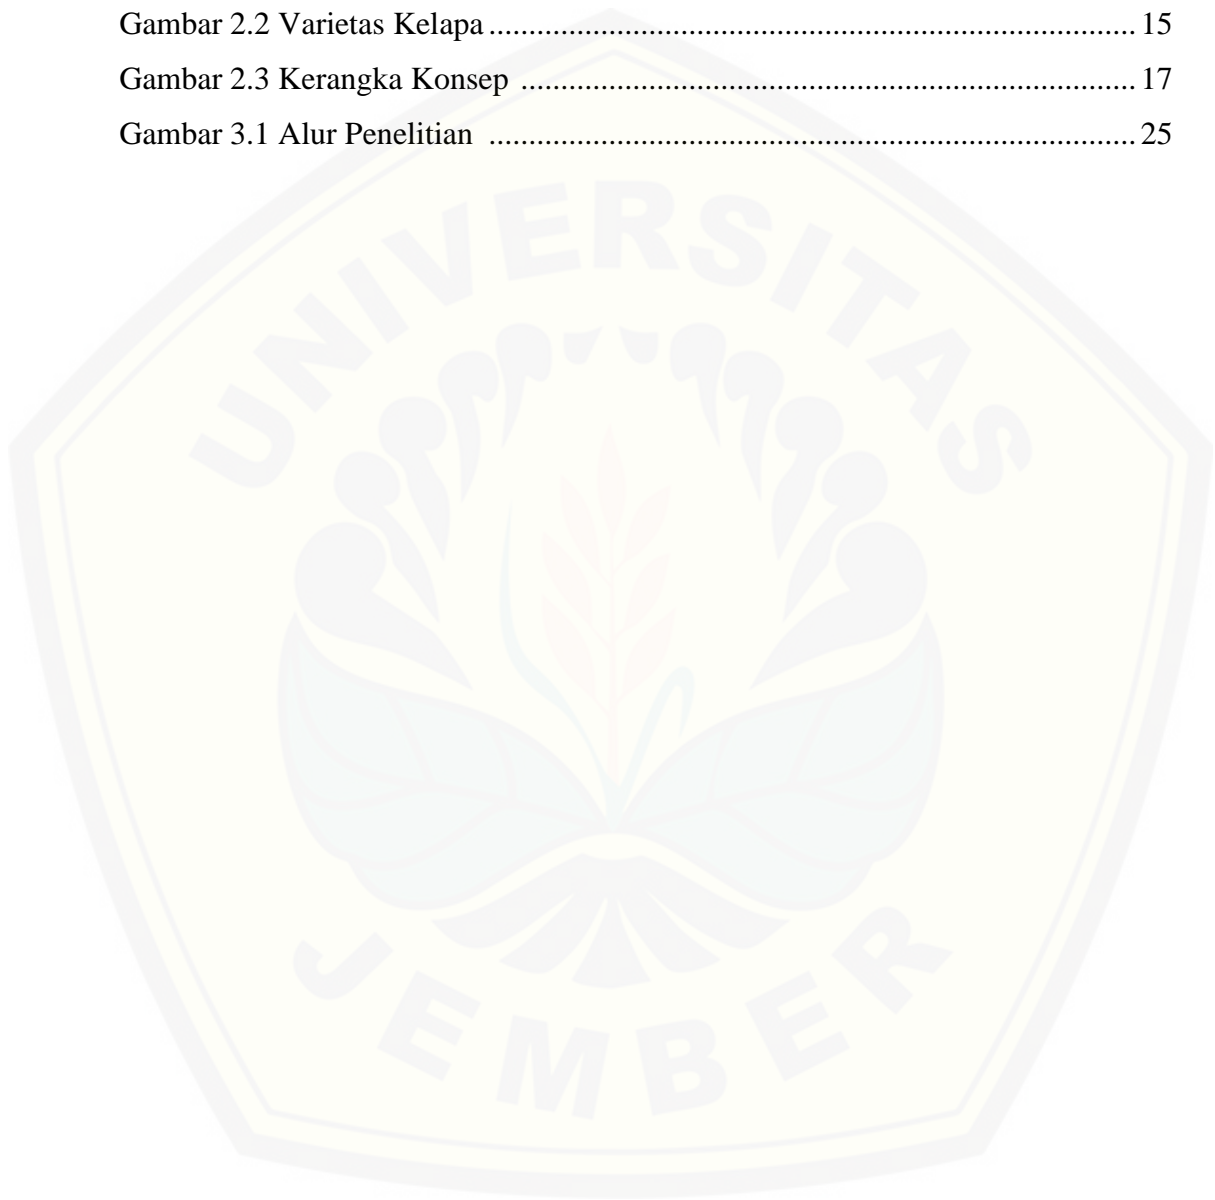 Gambar 2.2 Varietas Kelapa ................................................................................ 15
Gambar 2.3 Kerangka Konsep ............................................................................ 17
Gambar 3.1 Alur Penelitian ................................................................................ 25
UNIVERSITAS
JEMBER